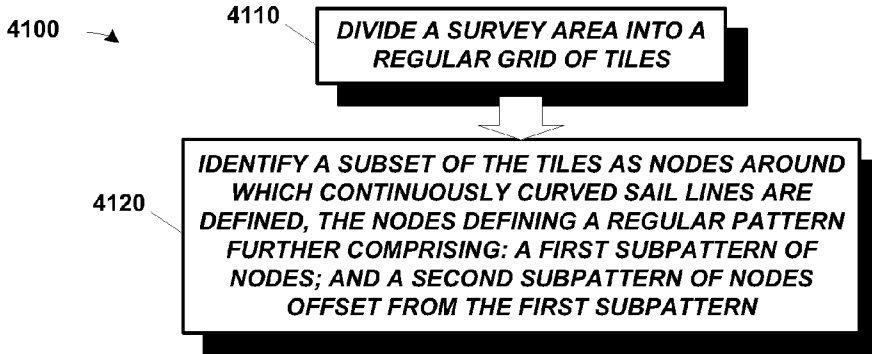 4100
4110
DIVIDE A SURVEY AREA INTO A
REGULAR GRID OF TILES
4120
IDENTIFY A SUBSET OF THE TILES AS NODES AROUND
WHICH CONTINUOUSLY CURVED SAIL LINES ARE
DEFINED, THE NODES DEFINING A REGULAR PATTERN
FURTHER COMPRISING: A FIRST SUBPATTERN OF
NODES; AND A SECOND SUBPATTERN OF NODES
OFFSET FROM THE FIRST SUBPATTERN